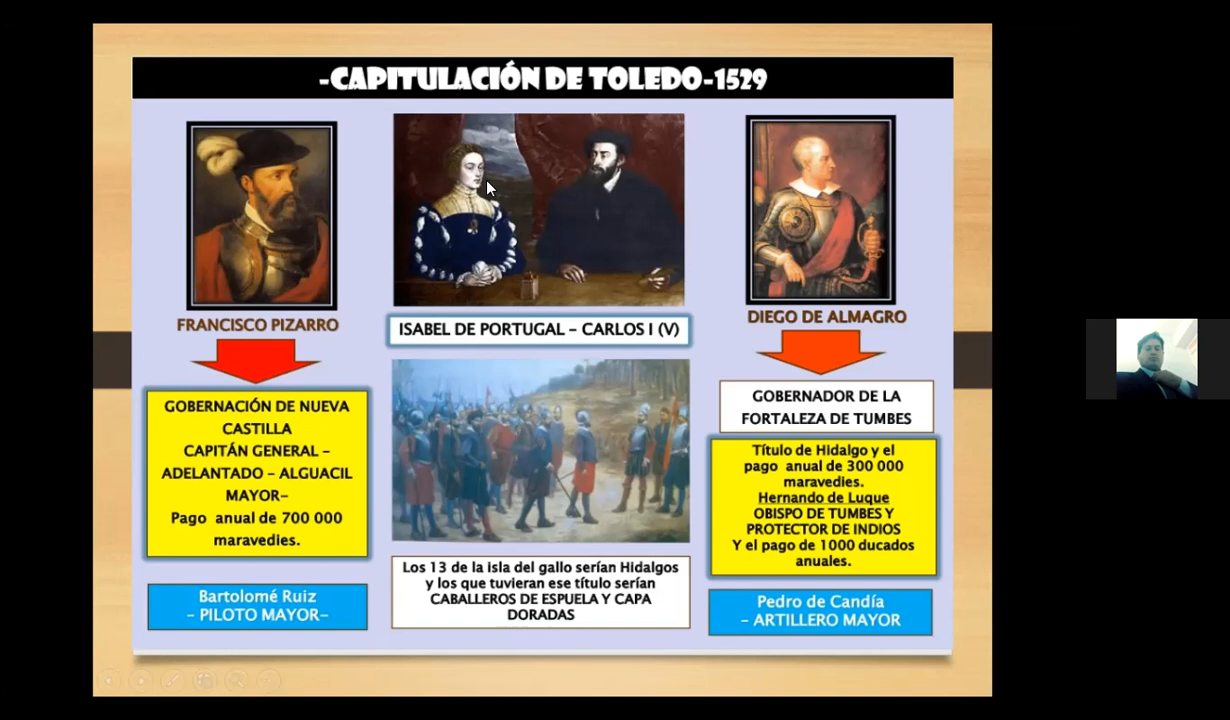 -CAPITULACIÓN DE TOLEDO-1529
FRANCISCO PIZARRO
GOBERNACIÓN DE NUEVA
CASTILLA
CAPITÁN GENERAL –
ADELANTADO – ALGUACIL
MAYOR–
Pago anual de 700 000
maravedies.
Bartolomé Ruiz
– PILOTO MAYOR–
ISABEL DE PORTUGAL – CARLOS I (V)
Los 13 de la isla del gallo serían Hidalgos
y los que tuvieran ese título serían
CABALLEROS DE ESPUELA Y CAPA
DORADAS
DIEGO DE ALMAGRO
GOBERNADOR DE LA
FORTALEZA DE TUMBES
Título de Hidalgo y el
pago anual de 300 000
maravedies.
Hernando de Luque
OBISPO DE TUMBES Y
PROTECTOR DE INDIOS
Y el pago de 1000 ducados
anuales.
Pedro de Candía
– ARTILLERO MAYOR